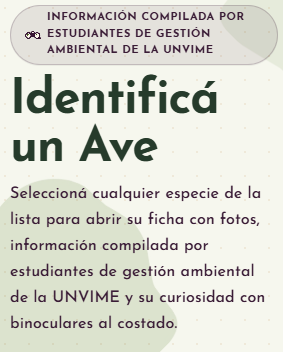 INFORMACIÓN COMPILADA POR
ESTUDIANTES DE GESTIÓN
AMBIENTAL DE LA UNVIME
Identificá
un Ave
Seleccioná cualquier especie de la
lista para abrir su ficha con fotos,
información compilada por
estudiantes de gestión ambiental
de la UNVIME y su curiosidad con
binoculares al costado.